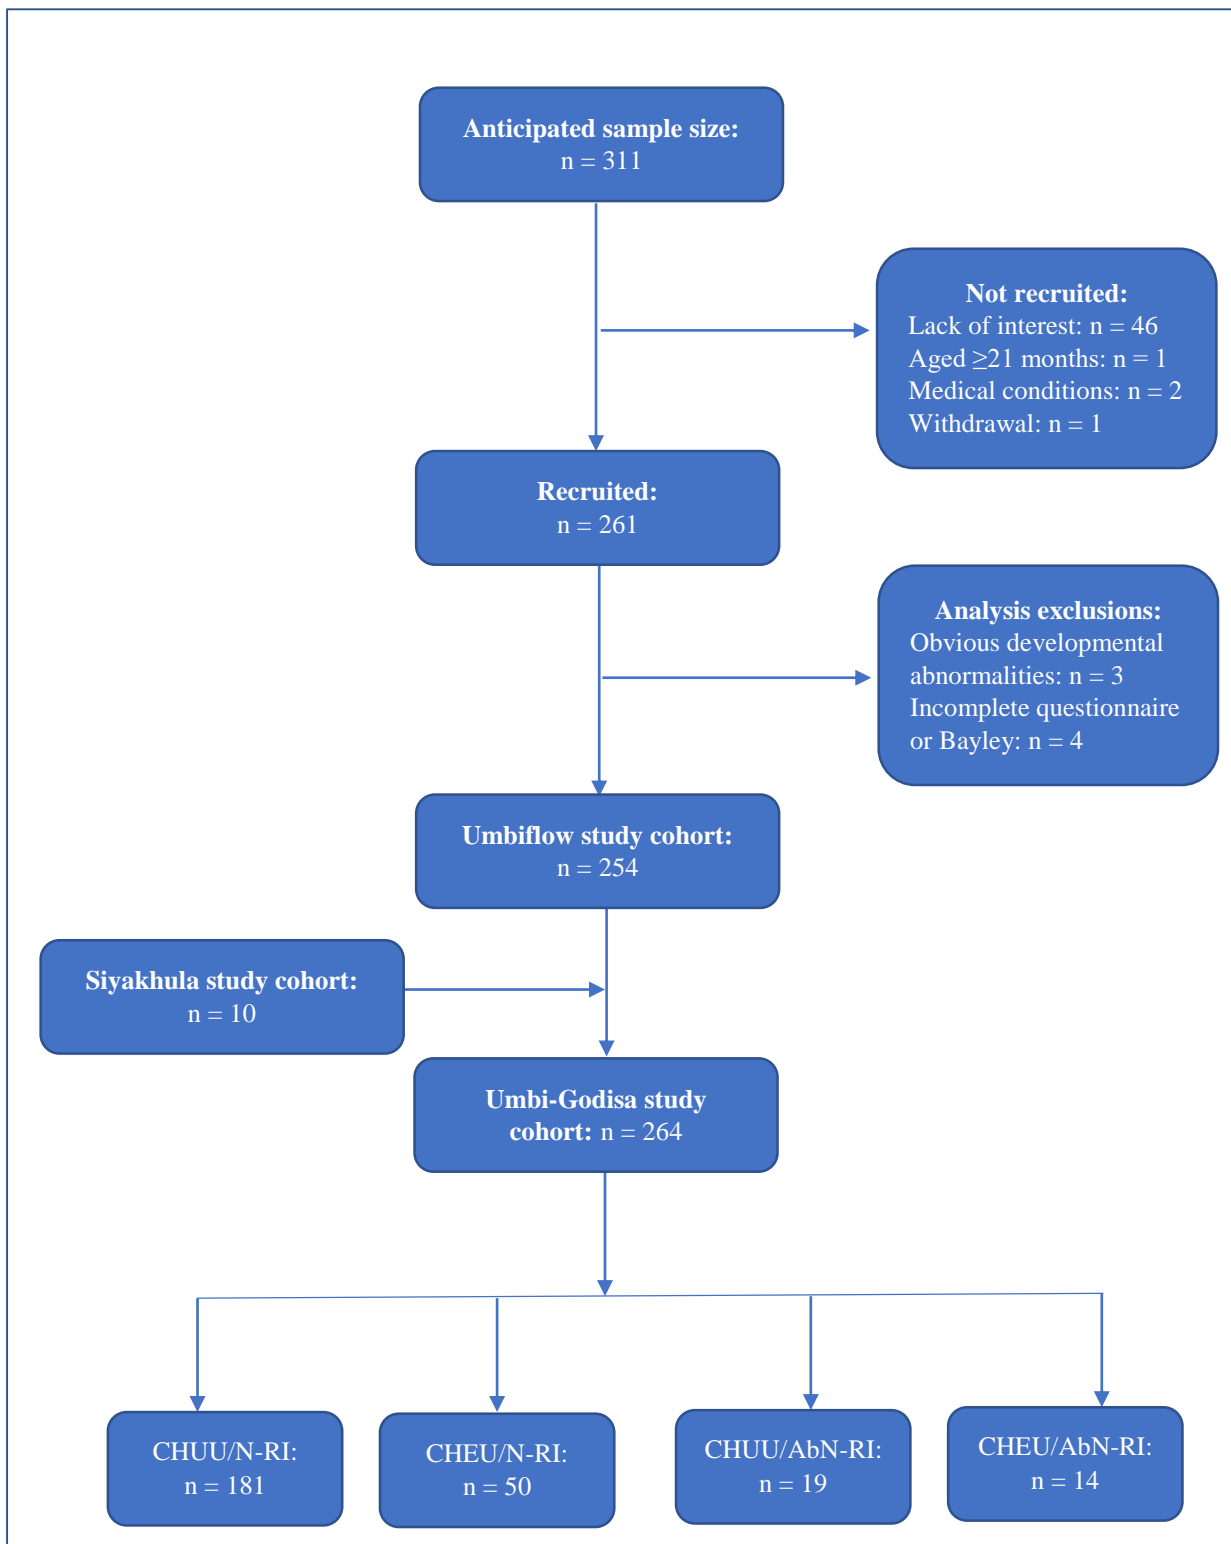 Anticipated sample size:
n = 311
Not recruited:
Lack of interest: n = 46
Aged ≥21 months: n = 1
Medical conditions: n = 2
Withdrawal: n = 1
Recruited:
n = 261
Analysis exclusions:
Obvious developmental
abnormalities: n = 3
Incomplete questionnaire
or Bayley: n = 4
Umbiflow study cohort:
n = 254
Siyakhula study cohort:
n = 10
Umbi-Godisa study
cohort: n = 264
CHUU/N-RI:
n = 181
CHEU/N-RI:
n = 50
CHUU/AbN-RI:
n = 19
CHEU/AbN-RI:
n = 14